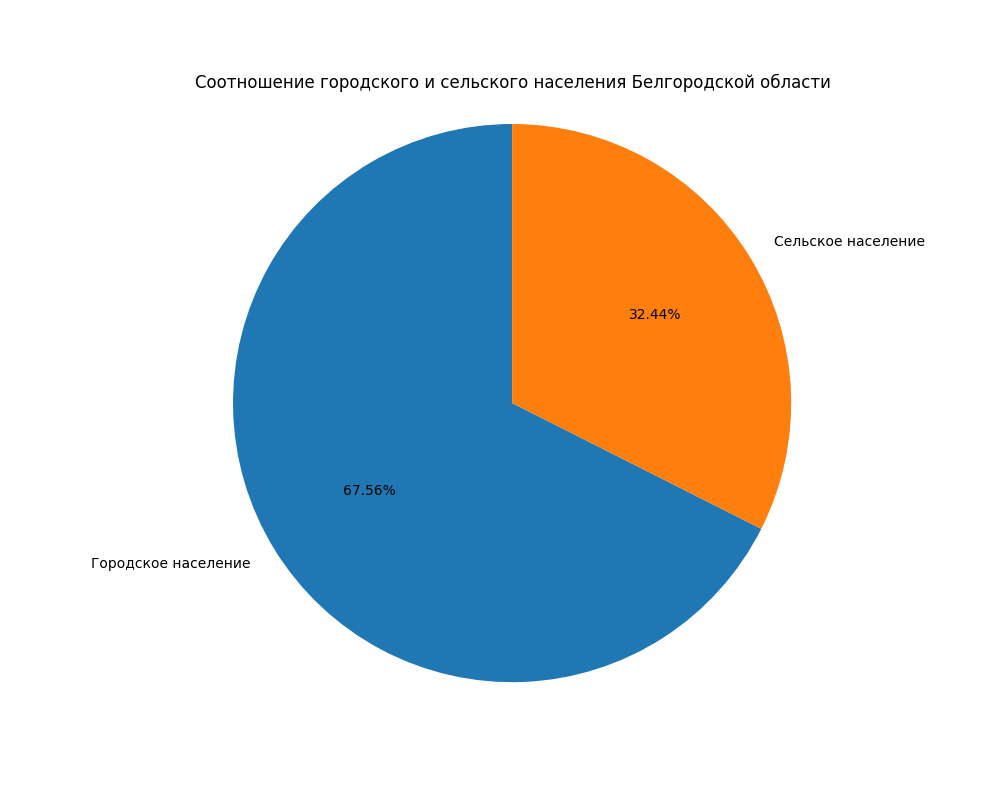 Соотношение городского и сельского населения Белгородской области
Сельское население
32.44%
67.56%
Городское население